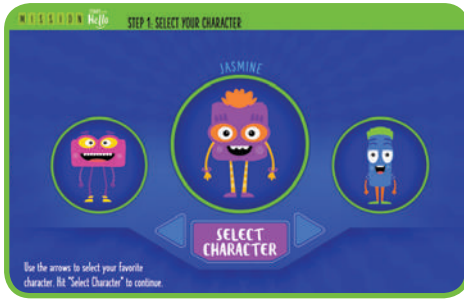 MISSION Hello STEP 1: SELECT YOUR CHARACTER
JASMINE
SELECT
CHARACTER
Use the arrows to select your favorite
character. Hit "Select Character" to continue.